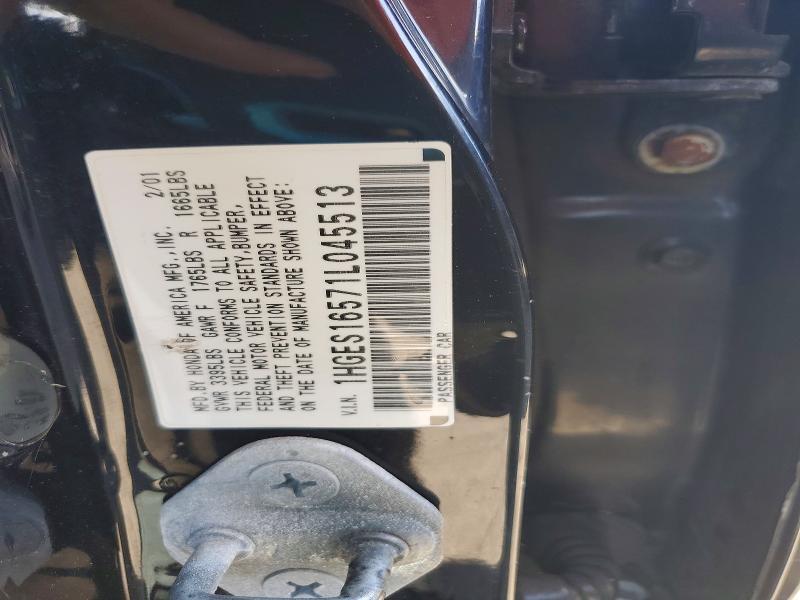 MFD.BY HONDA OF AMERICA MFG.,INC. 2/01
GVWR 3395LBS GAWR F 1765LBS R 1665LBS
THIS VEHICLE CONFORMS TO ALL APPLICABLE
FEDERAL MOTOR VEHICLE SAFETY,BUMPER,
AND THEFT PREVENTION STANDARDS IN EFFECT
ON THE DATE OF MANUFACTURE SHOWN ABOVE:
V.I.N. 1HGES16571L045513
PASSENGER CAR